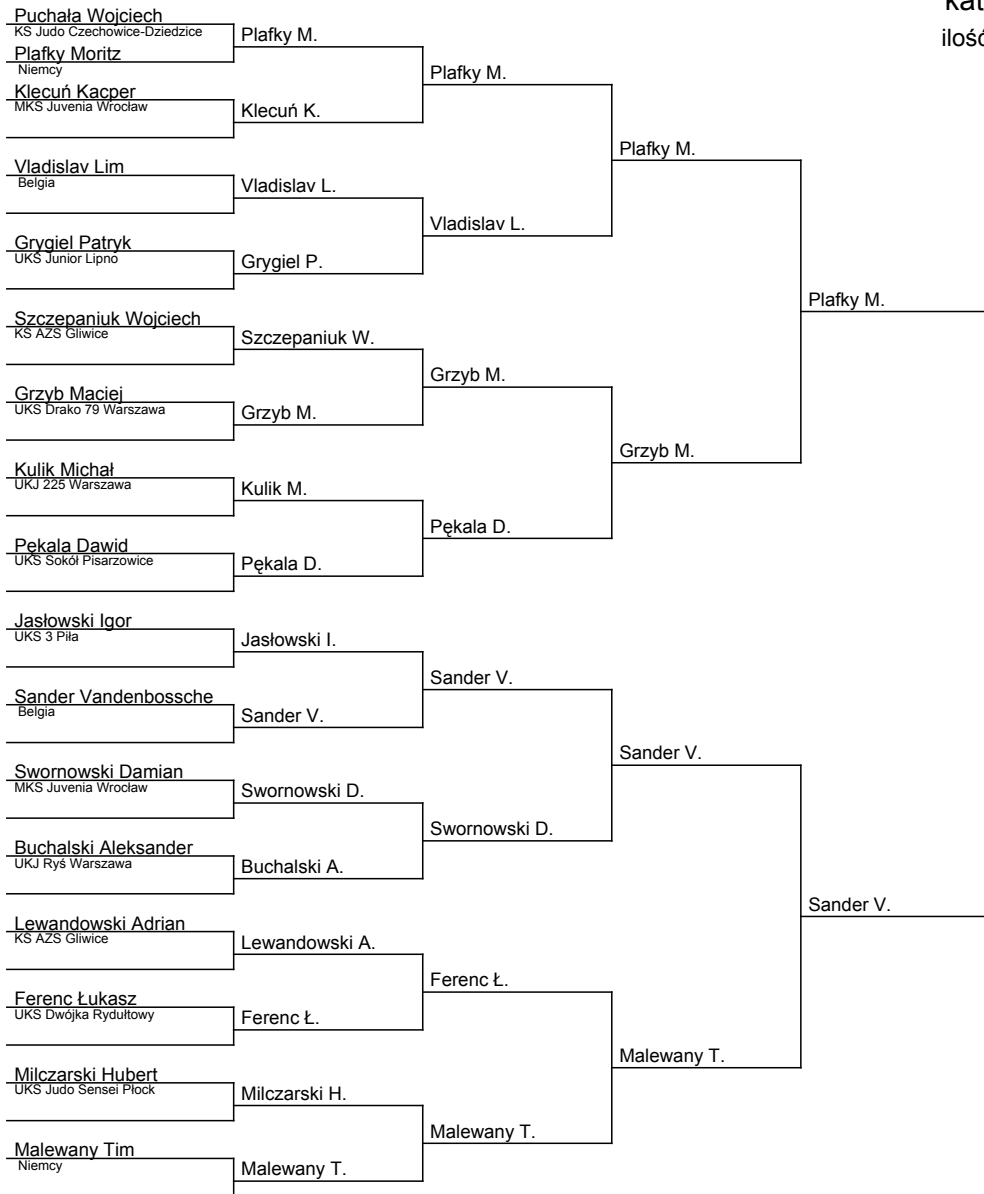 Puchała Wojciech
KS Judo Czechowice-Dziedzice
Plafky Moritz
Niemcy
Klecuń Kacper
MKS Juvenia Wrocław
Vladislav Lim
Belgia
Grygiel Patryk
UKS Junior Lipno
Szczepaniuk Wojciech
KS AZS Gliwice
Grzyb Maciej
UKS Drako 79 Warszawa
Kulik Michał
UKJ 225 Warszawa
Pękala Dawid
UKS Sokół Pisarzowice
Jasłowski Igor
UKS 3 Piła
Sander Vandenbossche
Belgia
Swornowski Damian
MKS Juvenia Wrocław
Buchalski Aleksander
UKJ Ryś Warszawa
Lewandowski Adrian
KS AZS Gliwice
Ferenc Łukasz
UKS Dwójka Rydułtowy
Milczarski Hubert
UKS Judo Sensei Płock
Malewany Tim
Niemcy
Plafky M.
Klecuń K.
Vladislav L.
Grygiel P.
Szczepaniuk W.
Grzyb M.
Kulik M.
Pękala D.
Jasłowski I.
Sander V.
Swornowski D.
Buchalski A.
Lewandowski A.
Ferenc Ł.
Milczarski H.
Malewany T.
Plafky M.
Vladislav L.
Grzyb M.
Pękala D.
Sander V.
Swornowski D.
Ferenc Ł.
Malewany T.
Plafky M.
Grzyb M.
Sander V.
Malewany T.
Plafky M.
Sander V.
kat
ilość